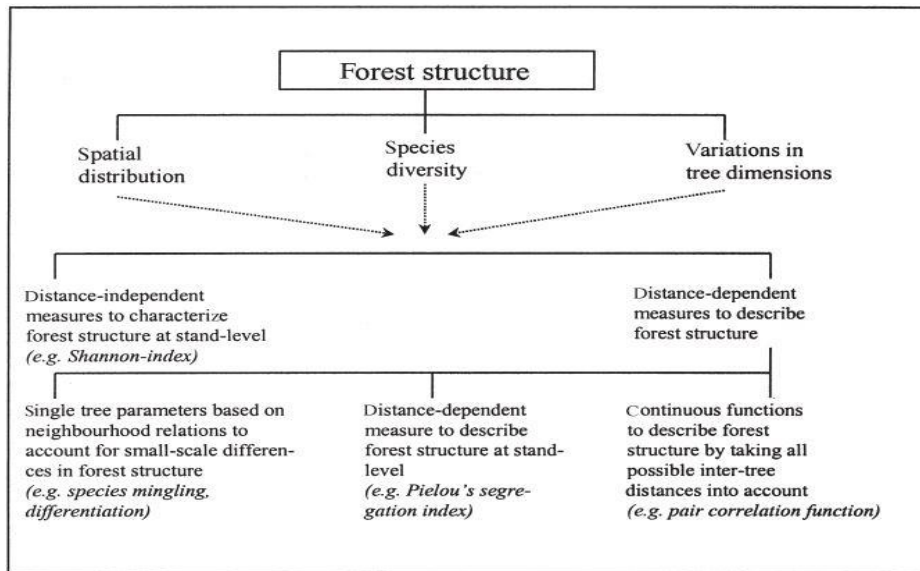 Forest structure
Spatial
distribution
Species
diversity
Variations in
tree dimensions
Distance-independent
measures to characterize
forest structure at stand-level
(e.g. Shannon-index)
Distance-dependent
measures to describe
forest structure
Single tree parameters based on
neighbourhood relations to
account for small-scale differen-
ces in forest structure
(e.g. species mingling,
differentiation)
Distance-dependent
measure to describe
forest structure at stand-
level
(e.g. Pielou's segre-
gation index)
Continuous functions
to describe forest
structure by taking all
possible inter-tree
distances into account
(e.g. pair correlation function)